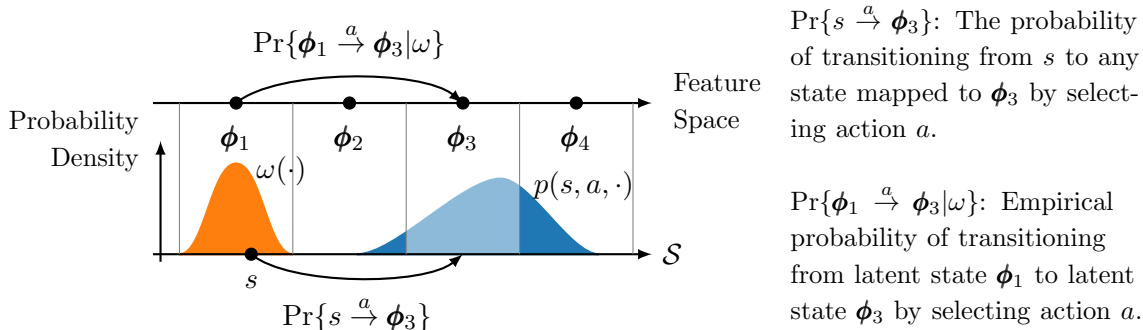 Pr{ϕ₁ →ᵃ ϕ₃|ω}
Feature
Space
Probability
Density
ϕ₁ ϕ₂ ϕ₃ ϕ₄
ω(·)
p(s, a, ·)
s
𝒮
Pr{s →ᵃ ϕ₃}
Pr{s →ᵃ ϕ₃}: The probability
of transitioning from s to any
state mapped to ϕ₃ by select-
ing action a.
Pr{ϕ₁ →ᵃ ϕ₃|ω}: Empirical
probability of transitioning
from latent state ϕ₁ to latent
state ϕ₃ by selecting action a.